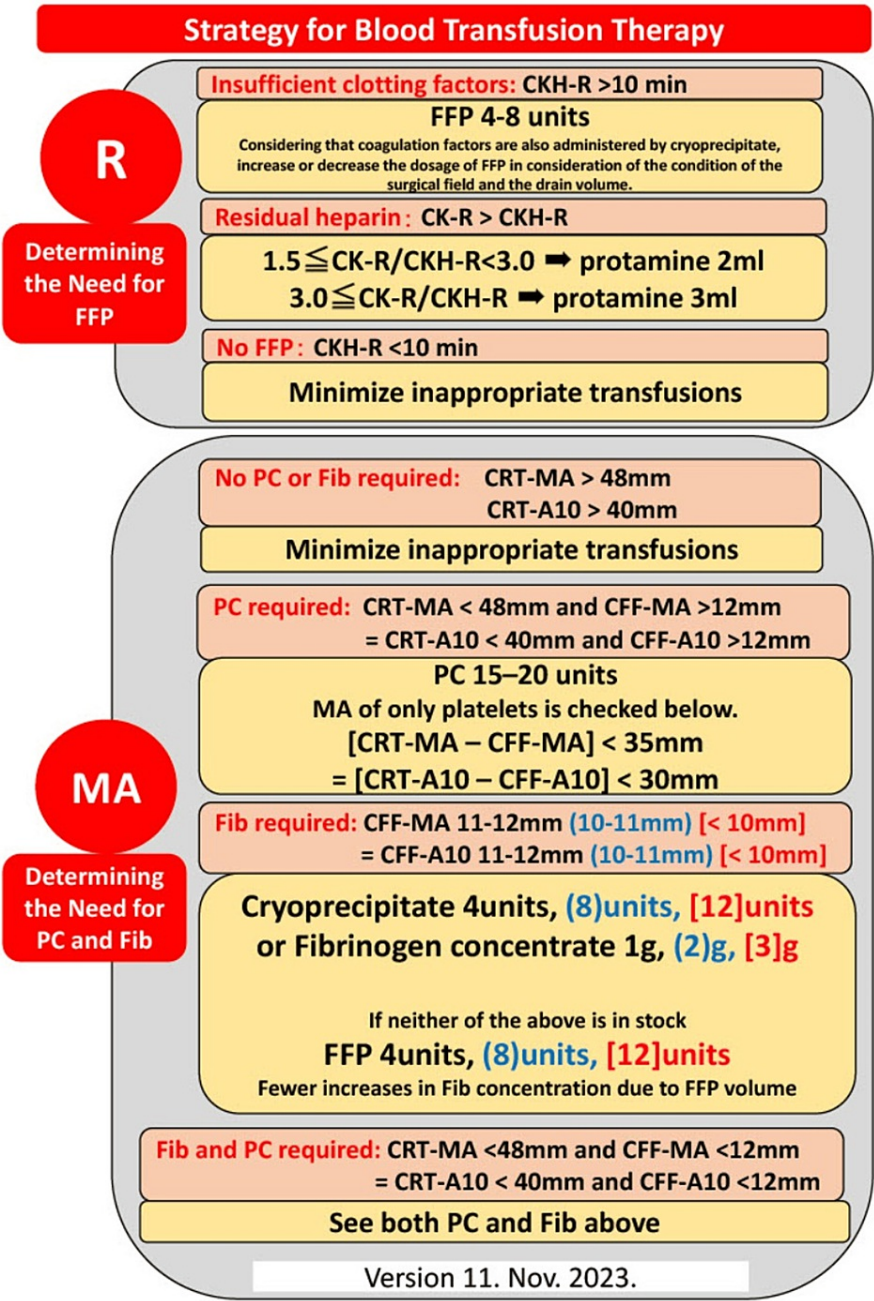 Strategy for Blood Transfusion Therapy
R
Determining
the Need for
FFP
Insufficient clotting factors: CKH-R >10 min
FFP 4-8 units
Considering that coagulation factors are also administered by cryoprecipitate,
increase or decrease the dosage of FFP in consideration of the condition of the
surgical field and the drain volume.
Residual heparin: CK-R > CKH-R
1.5≦CK-R/CKH-R<3.0 ➡ protamine 2ml
3.0≦CK-R/CKH-R ➡ protamine 3ml
No FFP: CKH-R <10 min
Minimize inappropriate transfusions
MA
Determining
the Need for
PC and Fib
No PC or Fib required: CRT-MA > 48mm
CRT-A10 > 40mm
Minimize inappropriate transfusions
PC required: CRT-MA < 48mm and CFF-MA >12mm
= CRT-A10 < 40mm and CFF-A10 >12mm
PC 15–20 units
MA of only platelets is checked below.
[CRT-MA – CFF-MA] < 35mm
= [CRT-A10 – CFF-A10] < 30mm
Fib required: CFF-MA 11-12mm (10-11mm) [< 10mm]
= CFF-A10 11-12mm (10-11mm) [< 10mm]
Cryoprecipitate 4units, (8)units, [12]units
or Fibrinogen concentrate 1g, (2)g, [3]g
If neither of the above is in stock
FFP 4units, (8)units, [12]units
Fewer increases in Fib concentration due to FFP volume
Fib and PC required: CRT-MA <48mm and CFF-MA <12mm
= CRT-A10 < 40mm and CFF-A10 <12mm
See both PC and Fib above
Version 11. Nov. 2023.